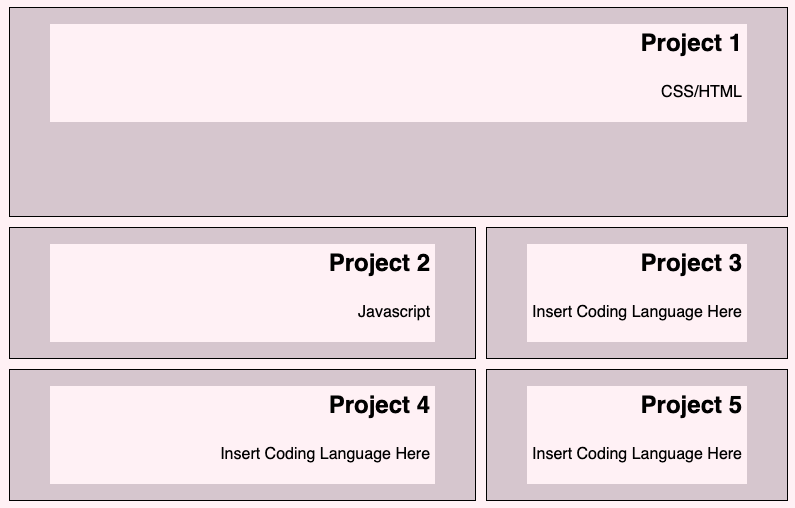 Project 1
CSS/HTML
Project 2
Javascript
Project 3
Insert Coding Language Here
Project 4
Insert Coding Language Here
Project 5
Insert Coding Language Here